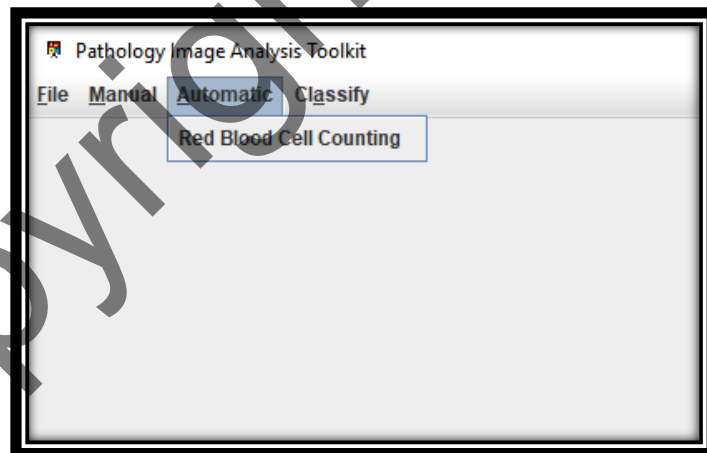 Pathology Image Analysis Toolkit
File Manual Automatic Classify
Red Blood Cell Counting